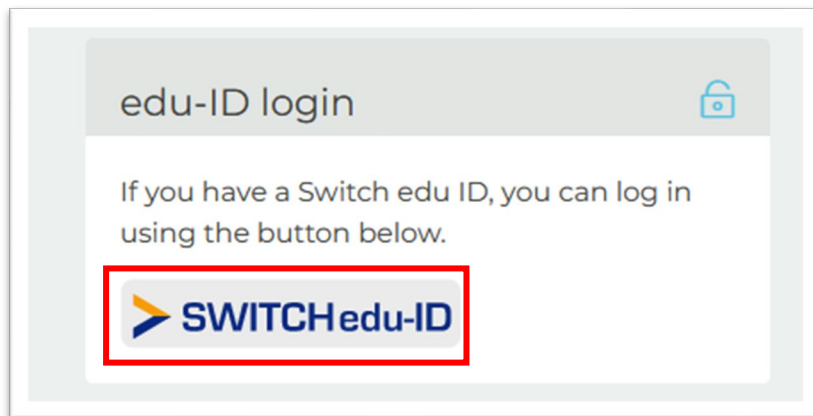 edu-ID login
If you have a Switch edu ID, you can log in
using the button below.
SWITCHedu-ID